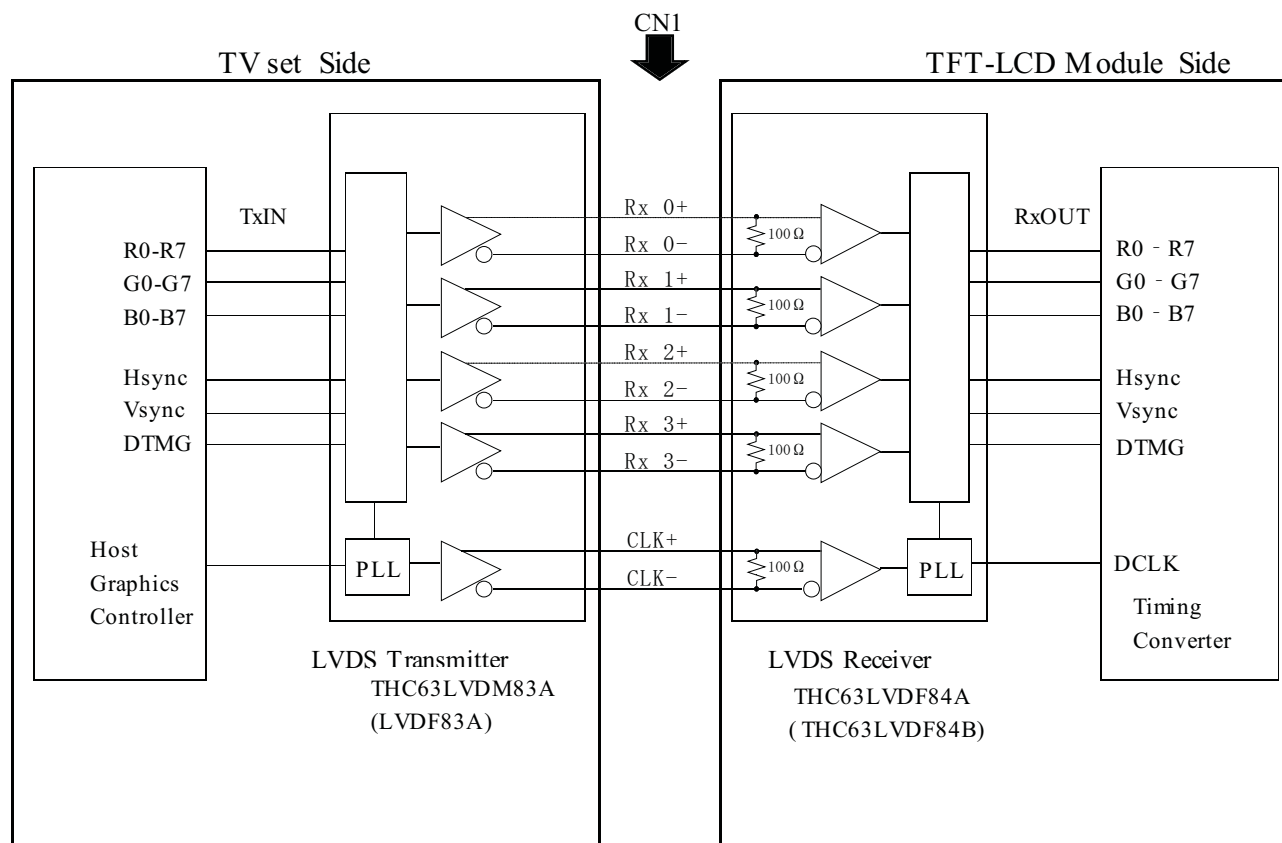 CN1
TV set Side
TFT-LCD Module Side
TxIN
R0-R7
G0-G7
B0-B7
Hsync
Vsync
DTMG
Host
Graphics
Controller
PLL
LVDS Transmitter
THC63LVDM83A
(LVDF83A)
Rx 0+
Rx 0-
Rx 1+
Rx 1-
Rx 2+
Rx 2-
Rx 3+
Rx 3-
CLK+
CLK-
100Ω
100Ω
100Ω
100Ω
100Ω
PLL
LVDS Receiver
THC63LVDF84A
( THC63LVDF84B)
RxOUT
R0 - R7
G0 - G7
B0 - B7
Hsync
Vsync
DTMG
DCLK
Timing
Converter